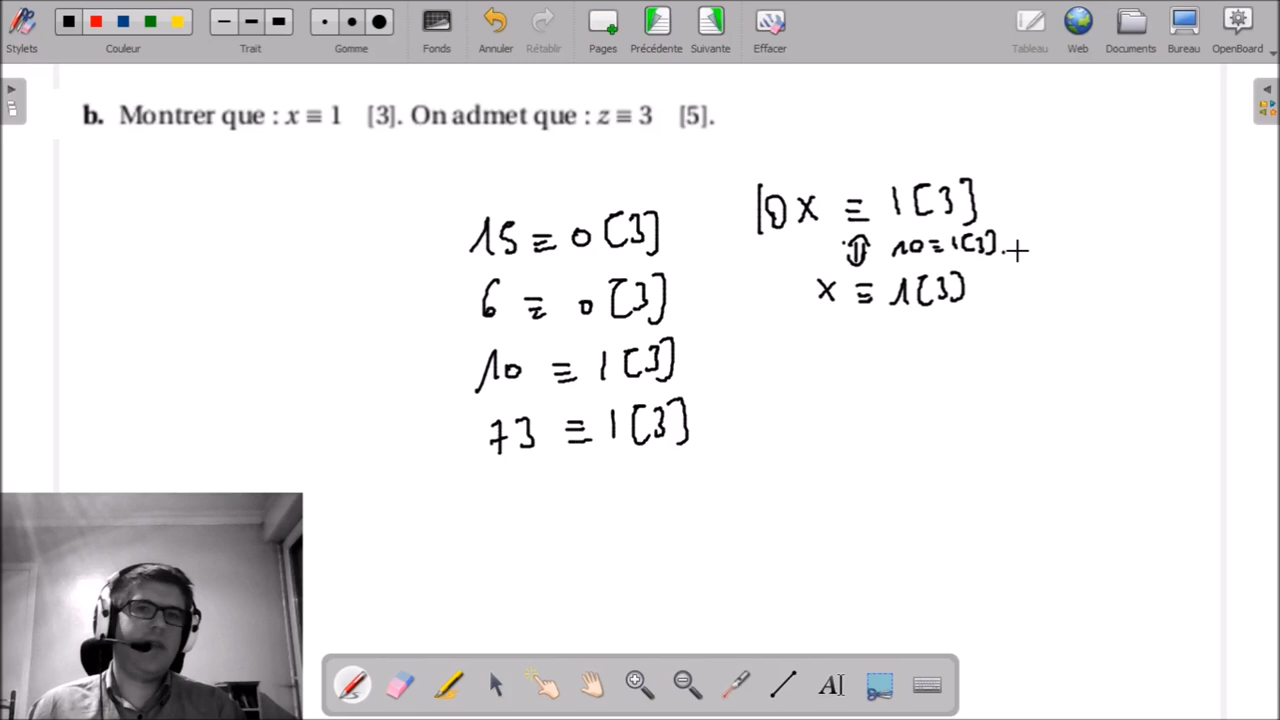 Stylets Couleur Trait Gomme Fonds Annuler Rétablir Pages Précédente Suivante Effacer Tableau Web Documents Bureau OpenBoard
b. Montrer que : x ≡ 1 [3]. On admet que : z ≡ 3 [5].
15 ≡ 0 [3]
6 ≡ 0 [3]
10 ≡ 1 [3]
73 ≡ 1 [3]
10x ≡ 1 [3]
⇕ 10 ≡ 1 [3].
x ≡ 1 [3]
AI